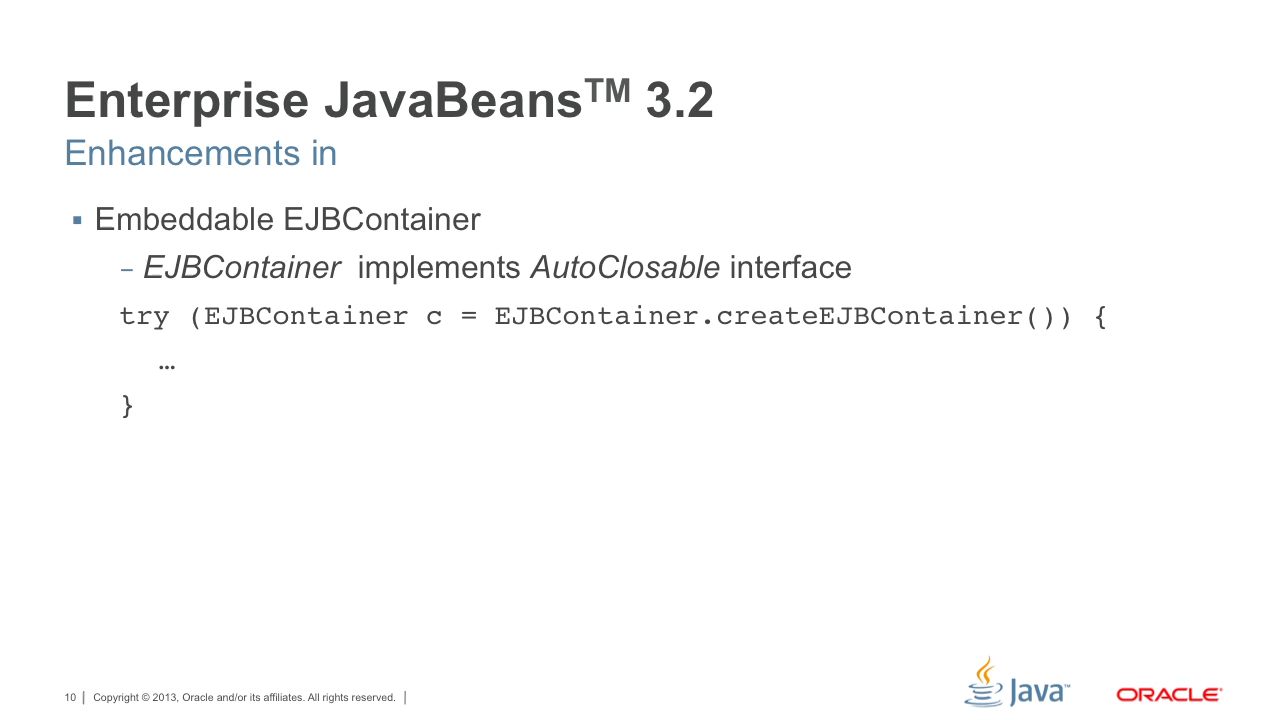 Enterprise JavaBeans™ 3.2
Enhancements in
▪ Embeddable EJBContainer
– EJBContainer implements AutoClosable interface
try (EJBContainer c = EJBContainer.createEJBContainer()) {
…
}
10 | Copyright © 2013, Oracle and/or its affiliates. All rights reserved. |
Java™
ORACLE®